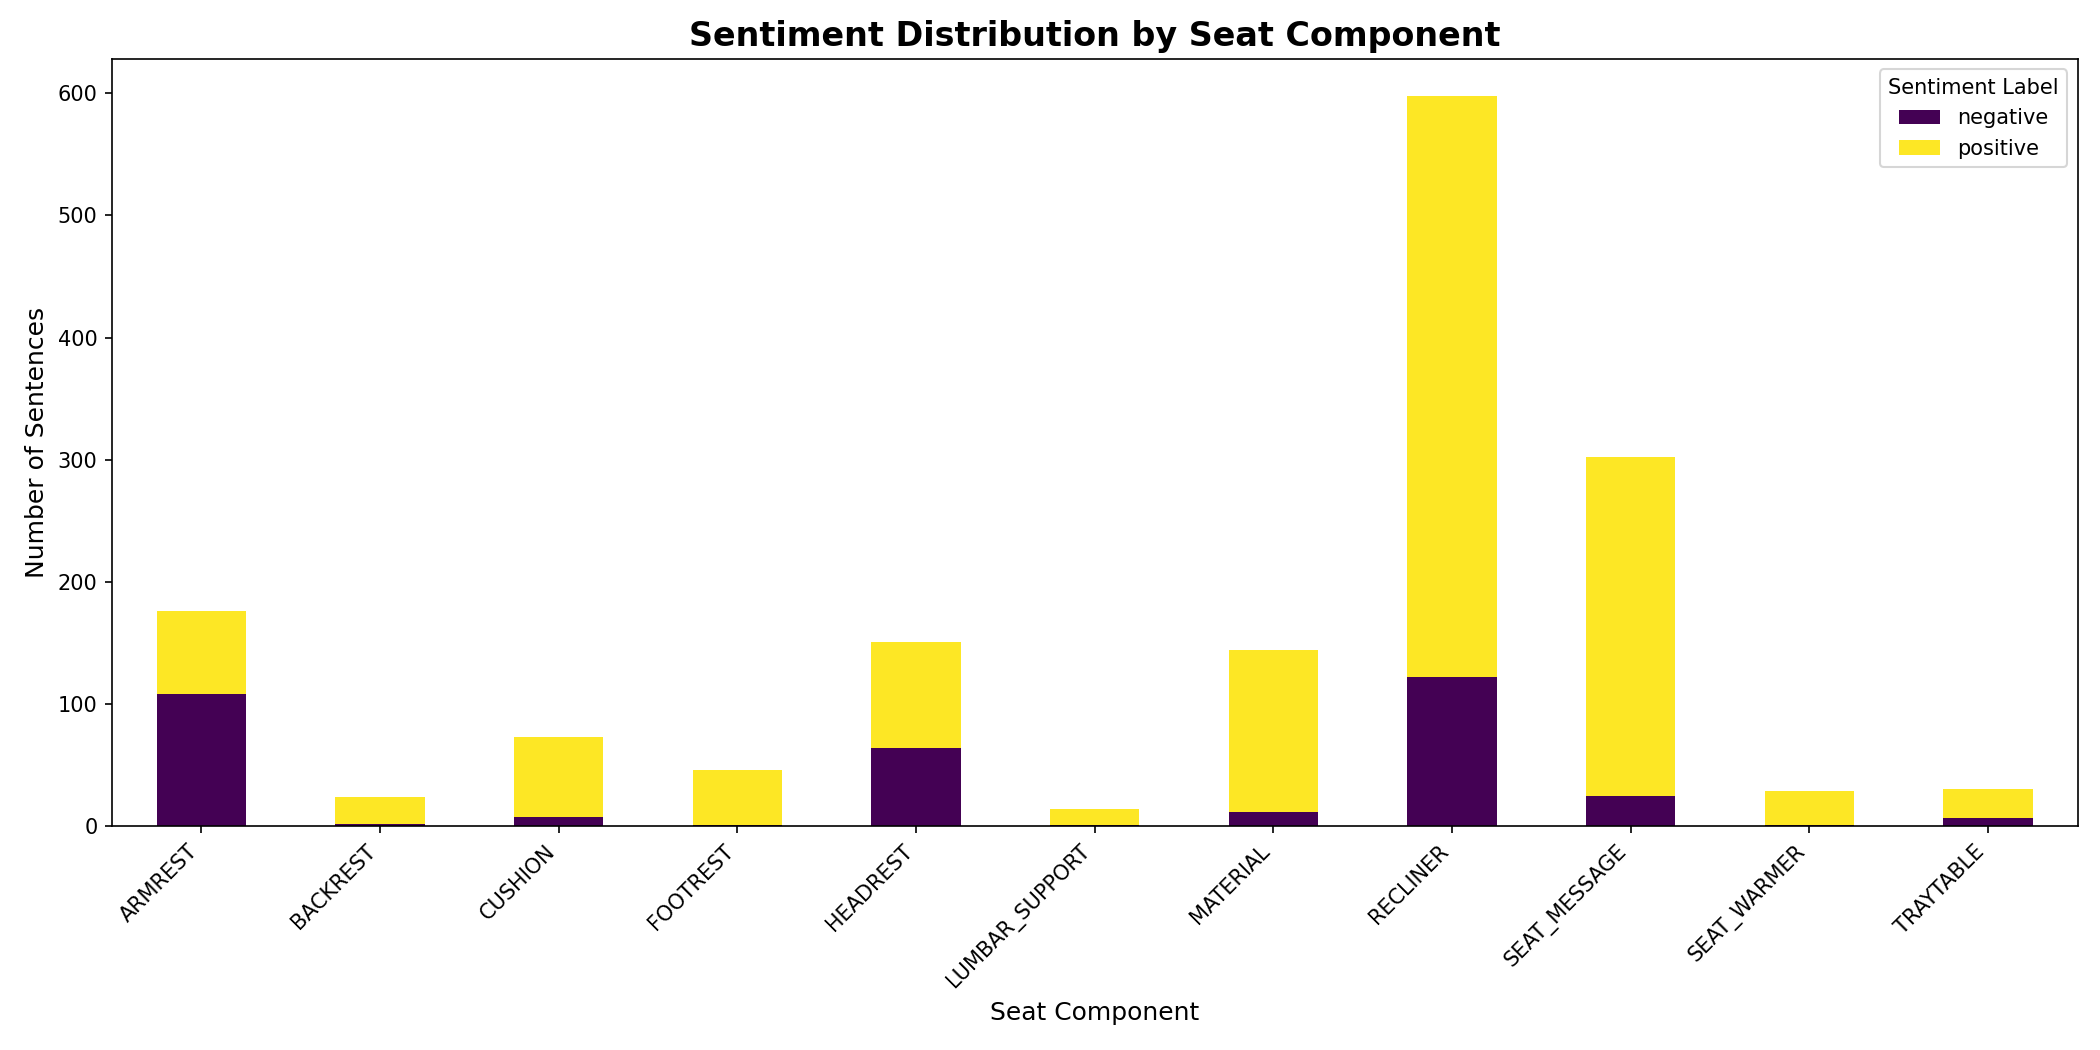 Sentiment Distribution by Seat Component
Sentiment Label
negative
positive
Number of Sentences
600
500
400
300
200
100
0
ARMREST
BACKREST
CUSHION
FOOTREST
HEADREST
LUMBAR_SUPPORT
MATERIAL
RECLINER
SEAT_MESSAGE
SEAT_WARMER
TRAYTABLE
Seat Component